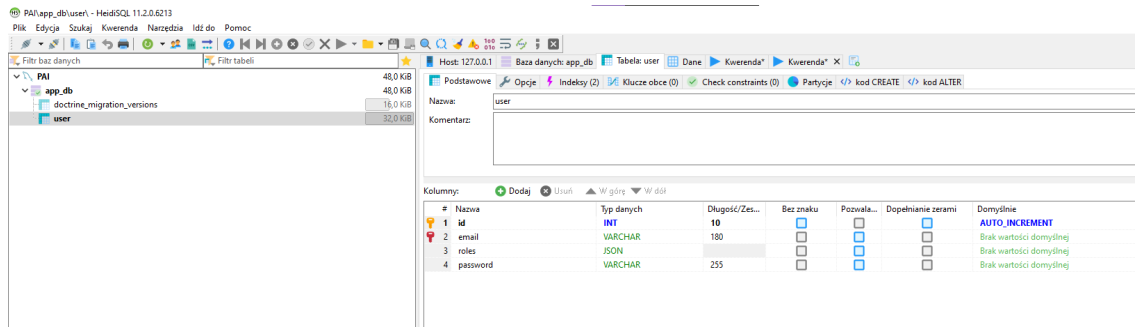 PAI\app_db\user\ - HeidiSQL 11.2.0.6213
Plik Edycja Szukaj Kwerenda Narzędzia Idź do Pomoc
Filtr baz danych Filtr tabeli
Host: 127.0.0.1 Baza danych: app_db Tabela: user Dane Kwerenda* Kwerenda*
PAI 48,0 KiB
app_db 48,0 KiB
doctrine_migration_versions 16,0 KiB
user 32,0 KiB
Podstawowe Opcje Indeksy (2) Klucze obce (0) Check constraints (0) Partycje kod CREATE kod ALTER
Nazwa: user
Komentarz:
Kolumny: Dodaj Usuń W górę W dół
# Nazwa Typ danych Długość/Zes... Bez znaku Pozwala... Dopełnianie zerami Domyślnie
1 id INT 10 AUTO_INCREMENT
2 email VARCHAR 180 Brak wartości domyślnej
3 roles JSON Brak wartości domyślnej
4 password VARCHAR 255 Brak wartości domyślnej